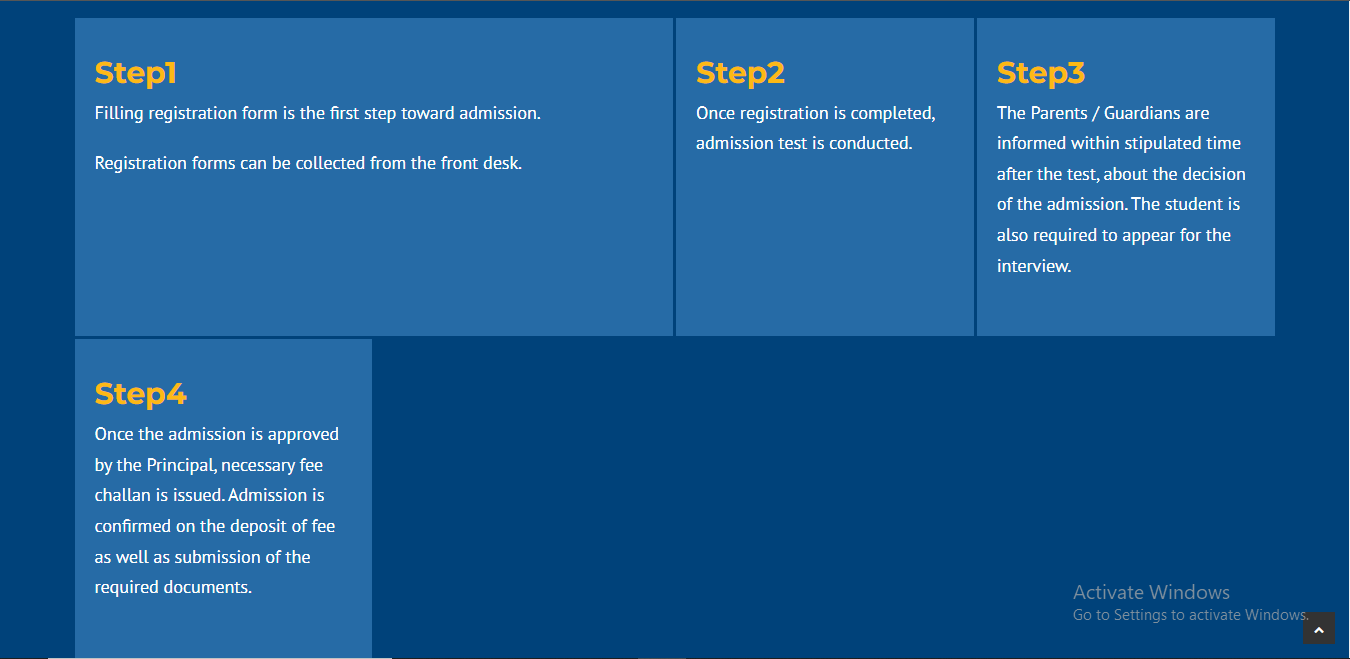 Step1
Filling registration form is the first step toward admission.
Registration forms can be collected from the front desk.
Step2
Once registration is completed,
admission test is conducted.
Step3
The Parents / Guardians are
informed within stipulated time
after the test, about the decision
of the admission. The student is
also required to appear for the
interview.
Step4
Once the admission is approved
by the Principal, necessary fee
challan is issued. Admission is
confirmed on the deposit of fee
as well as submission of the
required documents.
Activate Windows
Go to Settings to activate Windows.